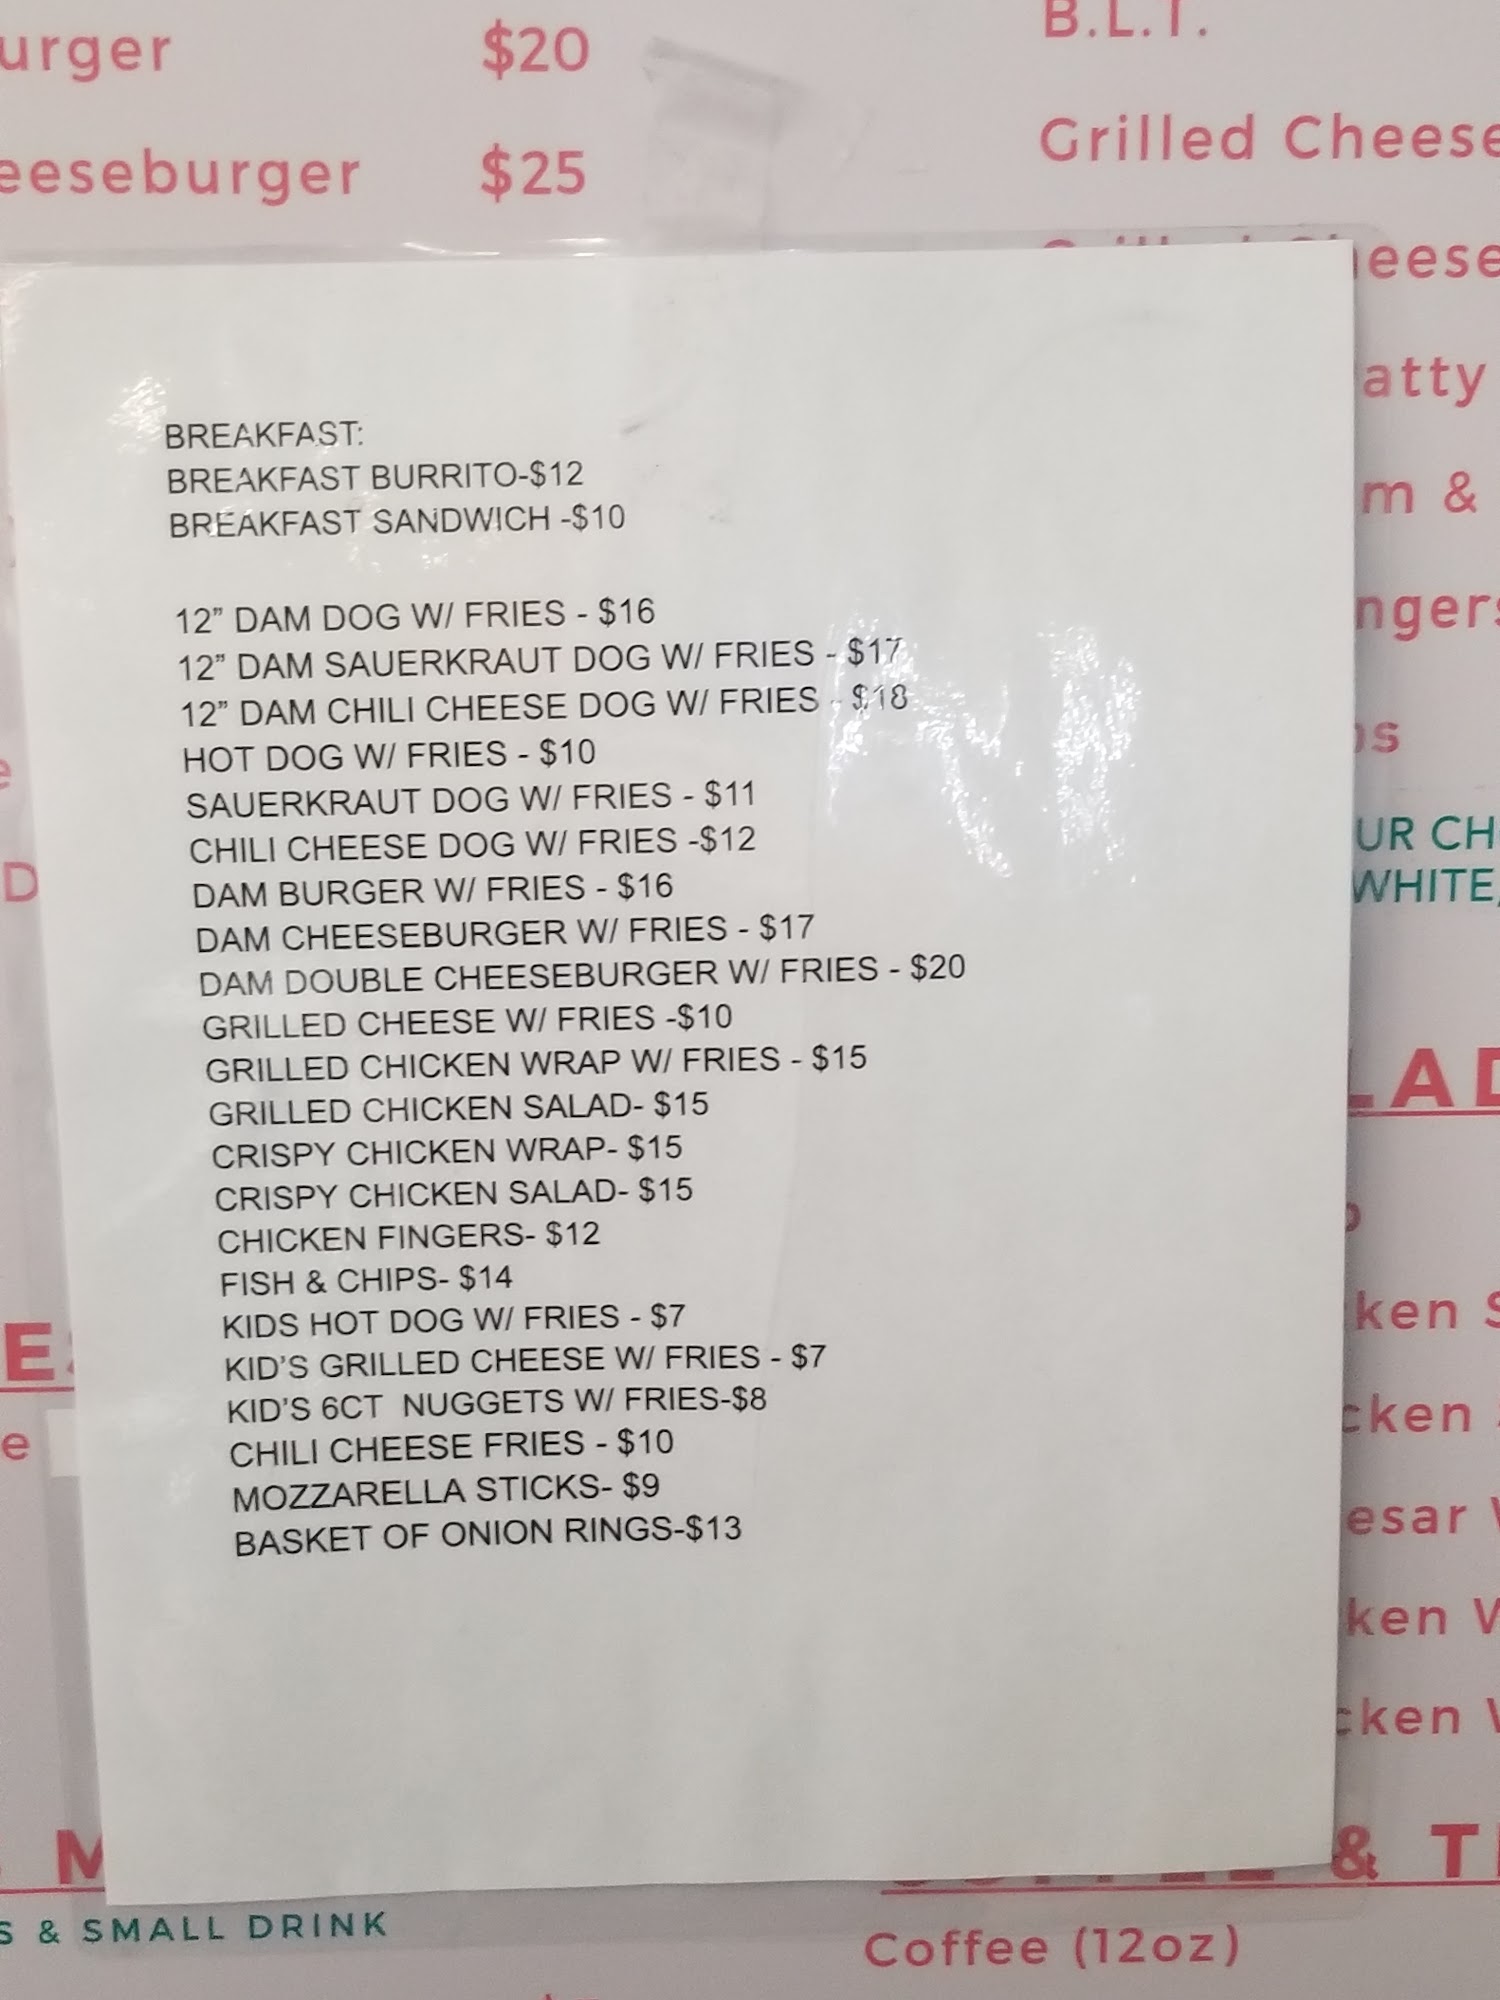 urger $20
B.L.T.
eeseburger $25
Grilled Cheese
eese
atty
m &
ngers
UR CH
WHITE,
D
LAD
ken S
cken
esar W
ken W
cken W
E
e
BREAKFAST:
BREAKFAST BURRITO-$12
BREAKFAST SANDWICH -$10
12” DAM DOG W/ FRIES - $16
12” DAM SAUERKRAUT DOG W/ FRIES - $17
12” DAM CHILI CHEESE DOG W/ FRIES - $18
HOT DOG W/ FRIES - $10
SAUERKRAUT DOG W/ FRIES - $11
CHILI CHEESE DOG W/ FRIES -$12
DAM BURGER W/ FRIES - $16
DAM CHEESEBURGER W/ FRIES - $17
DAM DOUBLE CHEESEBURGER W/ FRIES - $20
GRILLED CHEESE W/ FRIES -$10
GRILLED CHICKEN WRAP W/ FRIES - $15
GRILLED CHICKEN SALAD- $15
CRISPY CHICKEN WRAP- $15
CRISPY CHICKEN SALAD- $15
CHICKEN FINGERS- $12
FISH & CHIPS- $14
KIDS HOT DOG W/ FRIES - $7
KID’S GRILLED CHEESE W/ FRIES - $7
KID’S 6CT NUGGETS W/ FRIES-$8
CHILI CHEESE FRIES - $10
MOZZARELLA STICKS- $9
BASKET OF ONION RINGS-$13
M
& T
S & SMALL DRINK
Coffee (12oz)